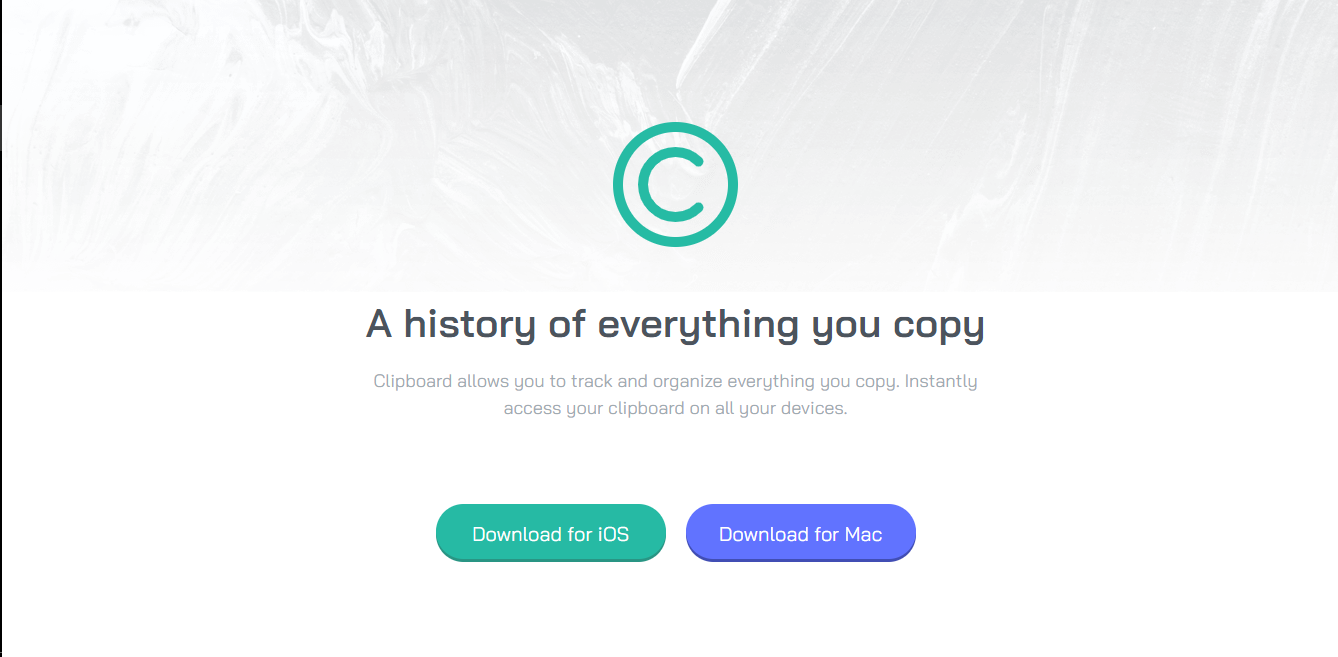 A history of everything you copy
Clipboard allows you to track and organize everything you copy. Instantly
access your clipboard on all your devices.
Download for iOS
Download for Mac